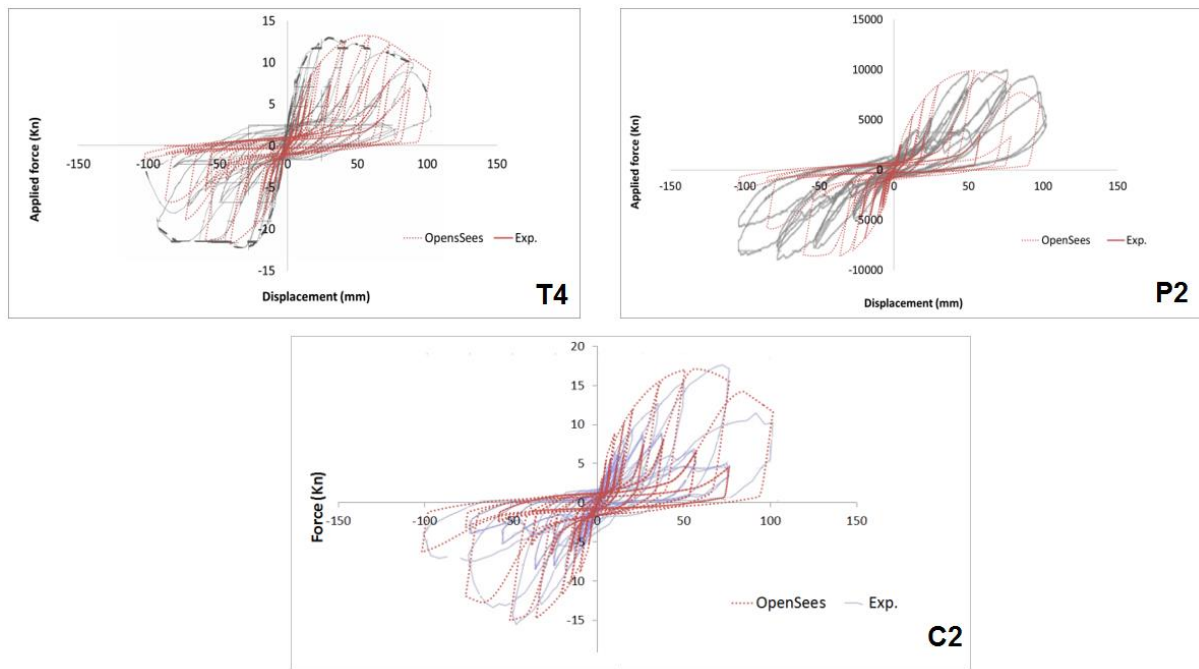 15
10
5
0
-5
-10
-15
-150 -100 -50 0 50 100 150
Applied force (Kn)
Displacement (mm)
OpensSees Exp.
T4
15000
10000
5000
0
-5000
-10000
-150 -100 -50 0 50 100 150
Applied force (Kn)
Displacement (mm)
OpenSees Exp.
P2
20
15
10
5
0
-5
-10
-15
-150 -100 -50 0 50 100 150
Force (Kn)
OpenSees Exp.
C2